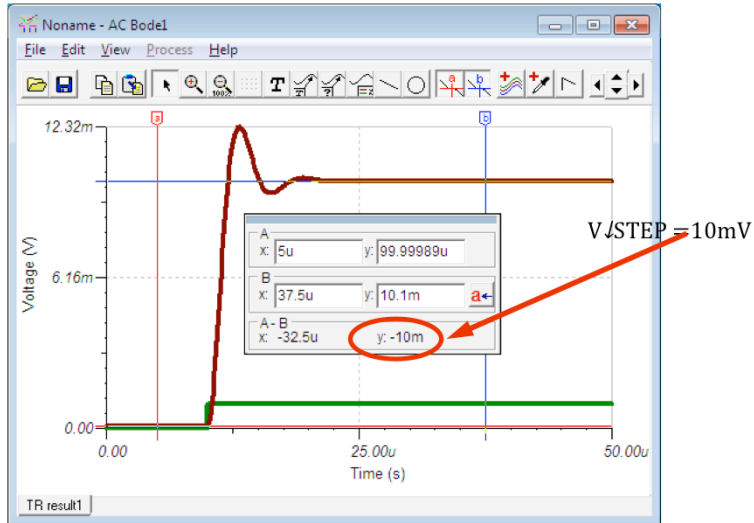 Noname - AC Bode1
File Edit View Process Help
100% T T ? =x a b
a b
12.32m
6.16m
0.00
Voltage (V)
A
x: 5u y: 99.99989u
B
x: 37.5u y: 10.1m a
A - B
x: -32.5u y: -10m
V↓STEP =10mV
0.00 25.00u 50.00u
Time (s)
TR result1